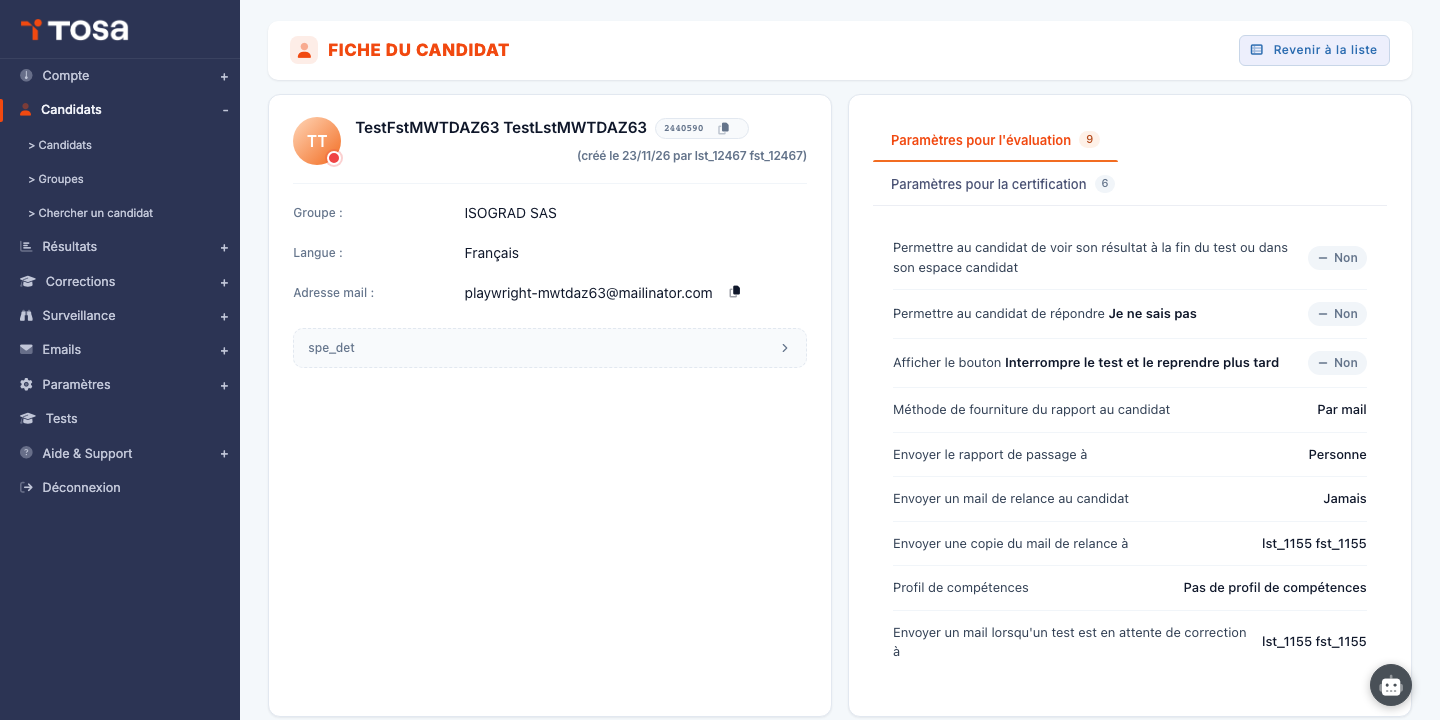 Tosa
Compte +
Candidats -
> Candidats
> Groupes
> Chercher un candidat
Résultats +
Corrections +
Surveillance +
Emails +
Paramètres +
Tests
Aide & Support +
Déconnexion
FICHE DU CANDIDAT
Revenir à la liste
TT
TestFstMWTDAZ63 TestLstMWTDAZ63 2440590
(créé le 23/11/26 par lst_12467 fst_12467)
Groupe : ISOGRAD SAS
Langue : Français
Adresse mail : playwright-mwtdaz63@mailinator.com
spe_det
Paramètres pour l'évaluation 9
Paramètres pour la certification 6
Permettre au candidat de voir son résultat à la fin du test ou dans
son espace candidat
– Non
Permettre au candidat de répondre Je ne sais pas – Non
Afficher le bouton Interrompre le test et le reprendre plus tard – Non
Méthode de fourniture du rapport au candidat Par mail
Envoyer le rapport de passage à Personne
Envoyer un mail de relance au candidat Jamais
Envoyer une copie du mail de relance à lst_1155 fst_1155
Profil de compétences Pas de profil de compétences
Envoyer un mail lorsqu'un test est en attente de correction
à
lst_1155 fst_1155